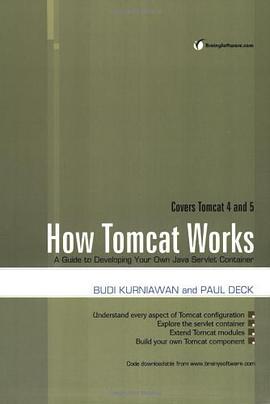 BrainySoftware.com
Covers Tomcat 4 and 5
How Tomcat Works
A Guide to Developing Your Own Java Servlet Container
BUDI KURNIAWAN and PAUL DECK
Understand every aspect of Tomcat configuration
Explore the servlet container
Extend Tomcat modules
Build your own Tomcat component
Code downloadable from www.brainysoftware.com